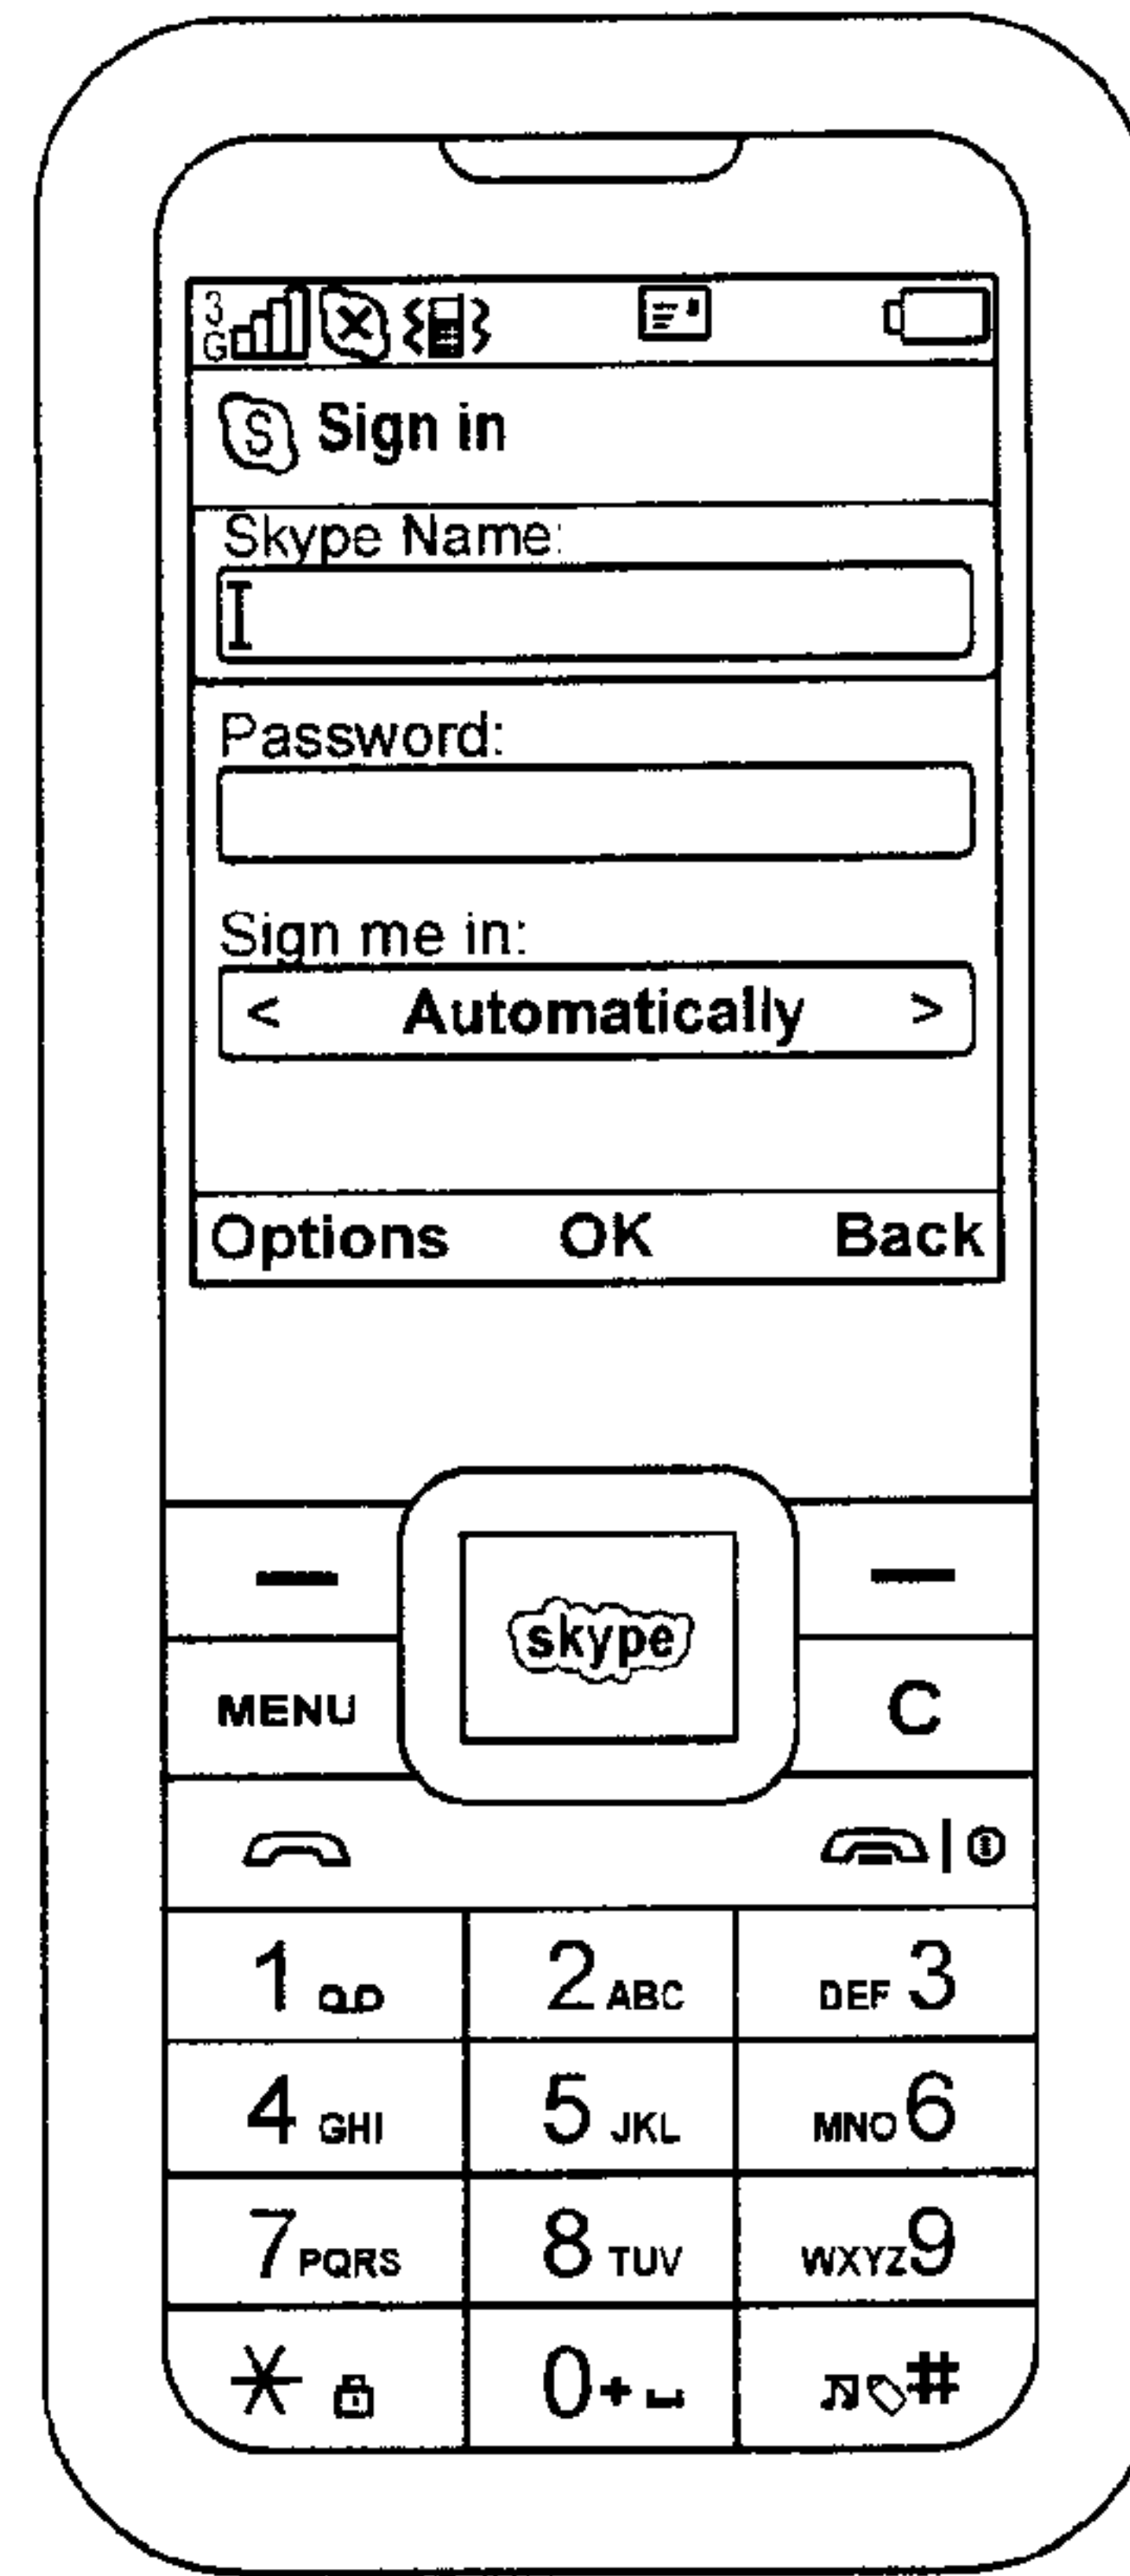 3G
S Sign in
Skype Name:
Password:
Sign me in:
< Automatically >
Options OK Back
skype
MENU C
1 2 ABC DEF 3
4 GHI 5 JKL MNO 6
7 PQRS 8 TUV WXYZ 9
* 0 + #